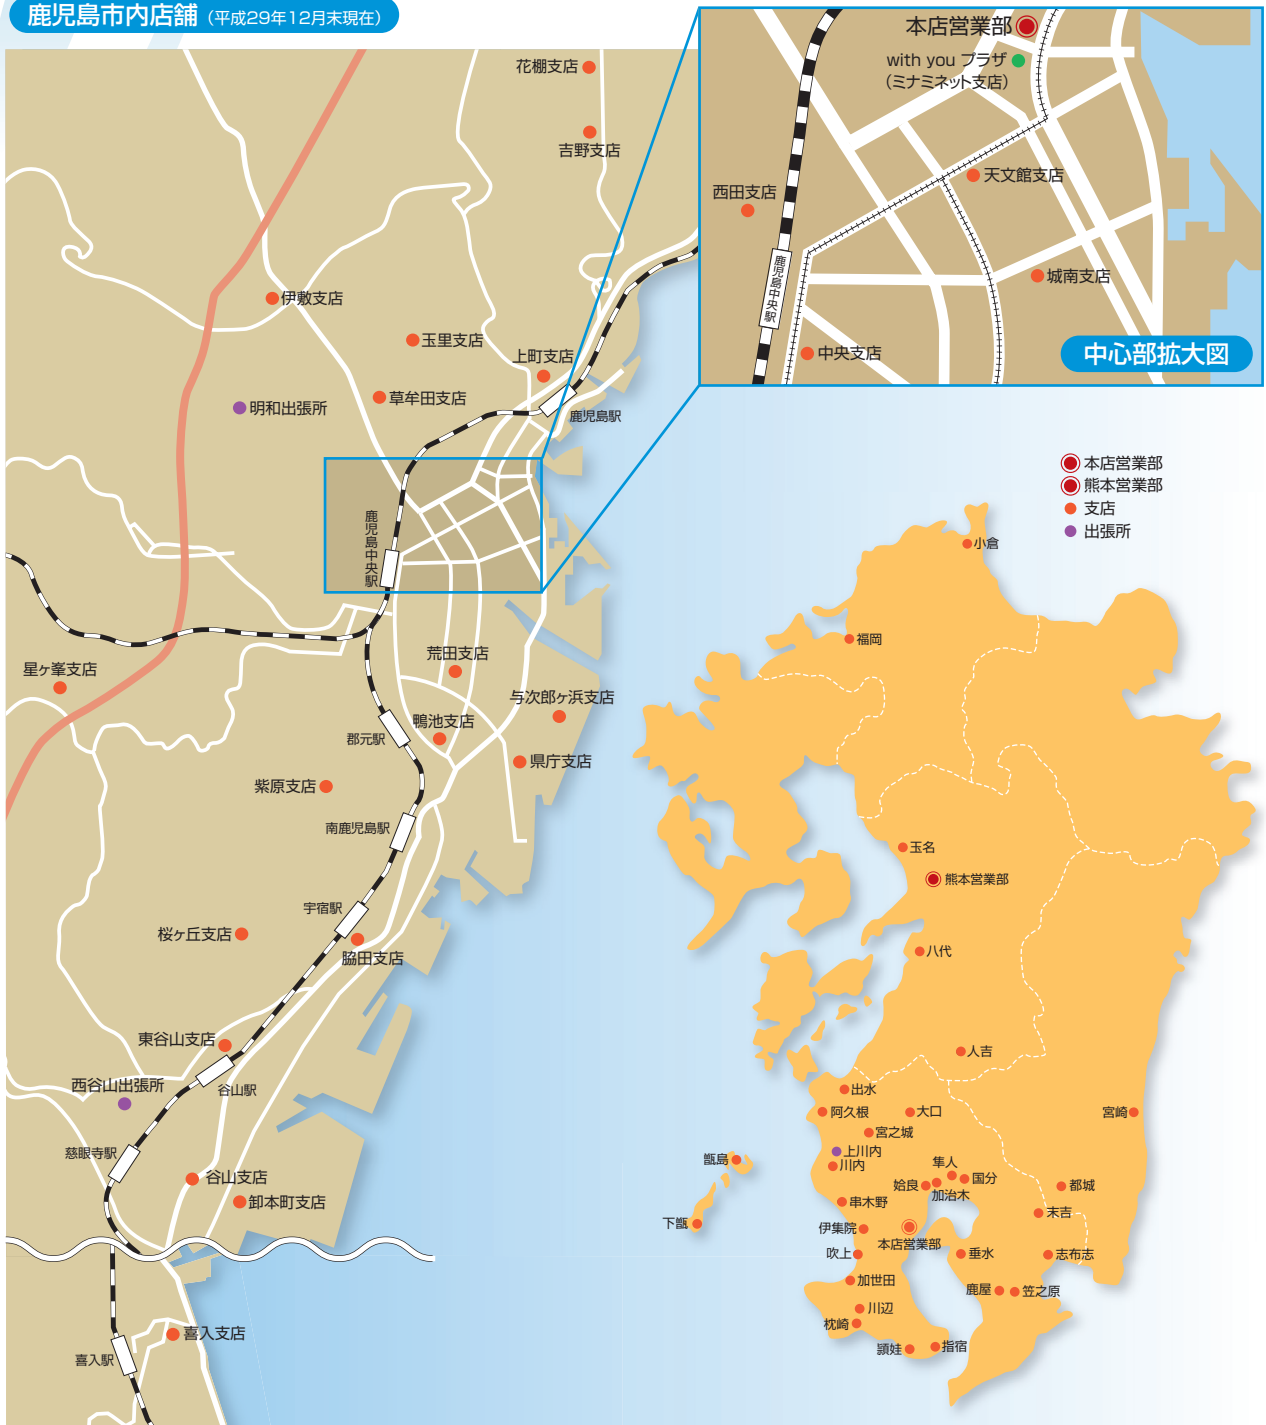 鹿児島市内店舗（平成29年12月末現在）
花棚支店
吉野支店
伊敷支店
玉里支店
上町支店
草牟田支店
明和出張所
鹿児島駅
鹿児島中央駅
荒田支店
星ヶ峯支店
与次郎ヶ浜支店
鴨池支店
郡元駅
県庁支店
紫原支店
南鹿児島駅
宇宿駅
桜ヶ丘支店
脇田支店
東谷山支店
西谷山出張所
谷山駅
慈眼寺駅
谷山支店
卸本町支店
喜入支店
喜入駅
本店営業部
with you プラザ
（ミナミネット支店）
天文館支店
西田支店
鹿児島中央駅
城南支店
中央支店
中心部拡大図
本店営業部
熊本営業部
支店
出張所
小倉
福岡
玉名
熊本営業部
八代
人吉
出水
阿久根
大口
宮崎
宮之城
上川内
川内
甑島
隼人
国分
姶良
加治木
都城
串木野
末吉
下甑
伊集院
本店営業部
吹上
垂水
志布志
加世田
鹿屋
笠之原
川辺
枕崎
頴娃
指宿